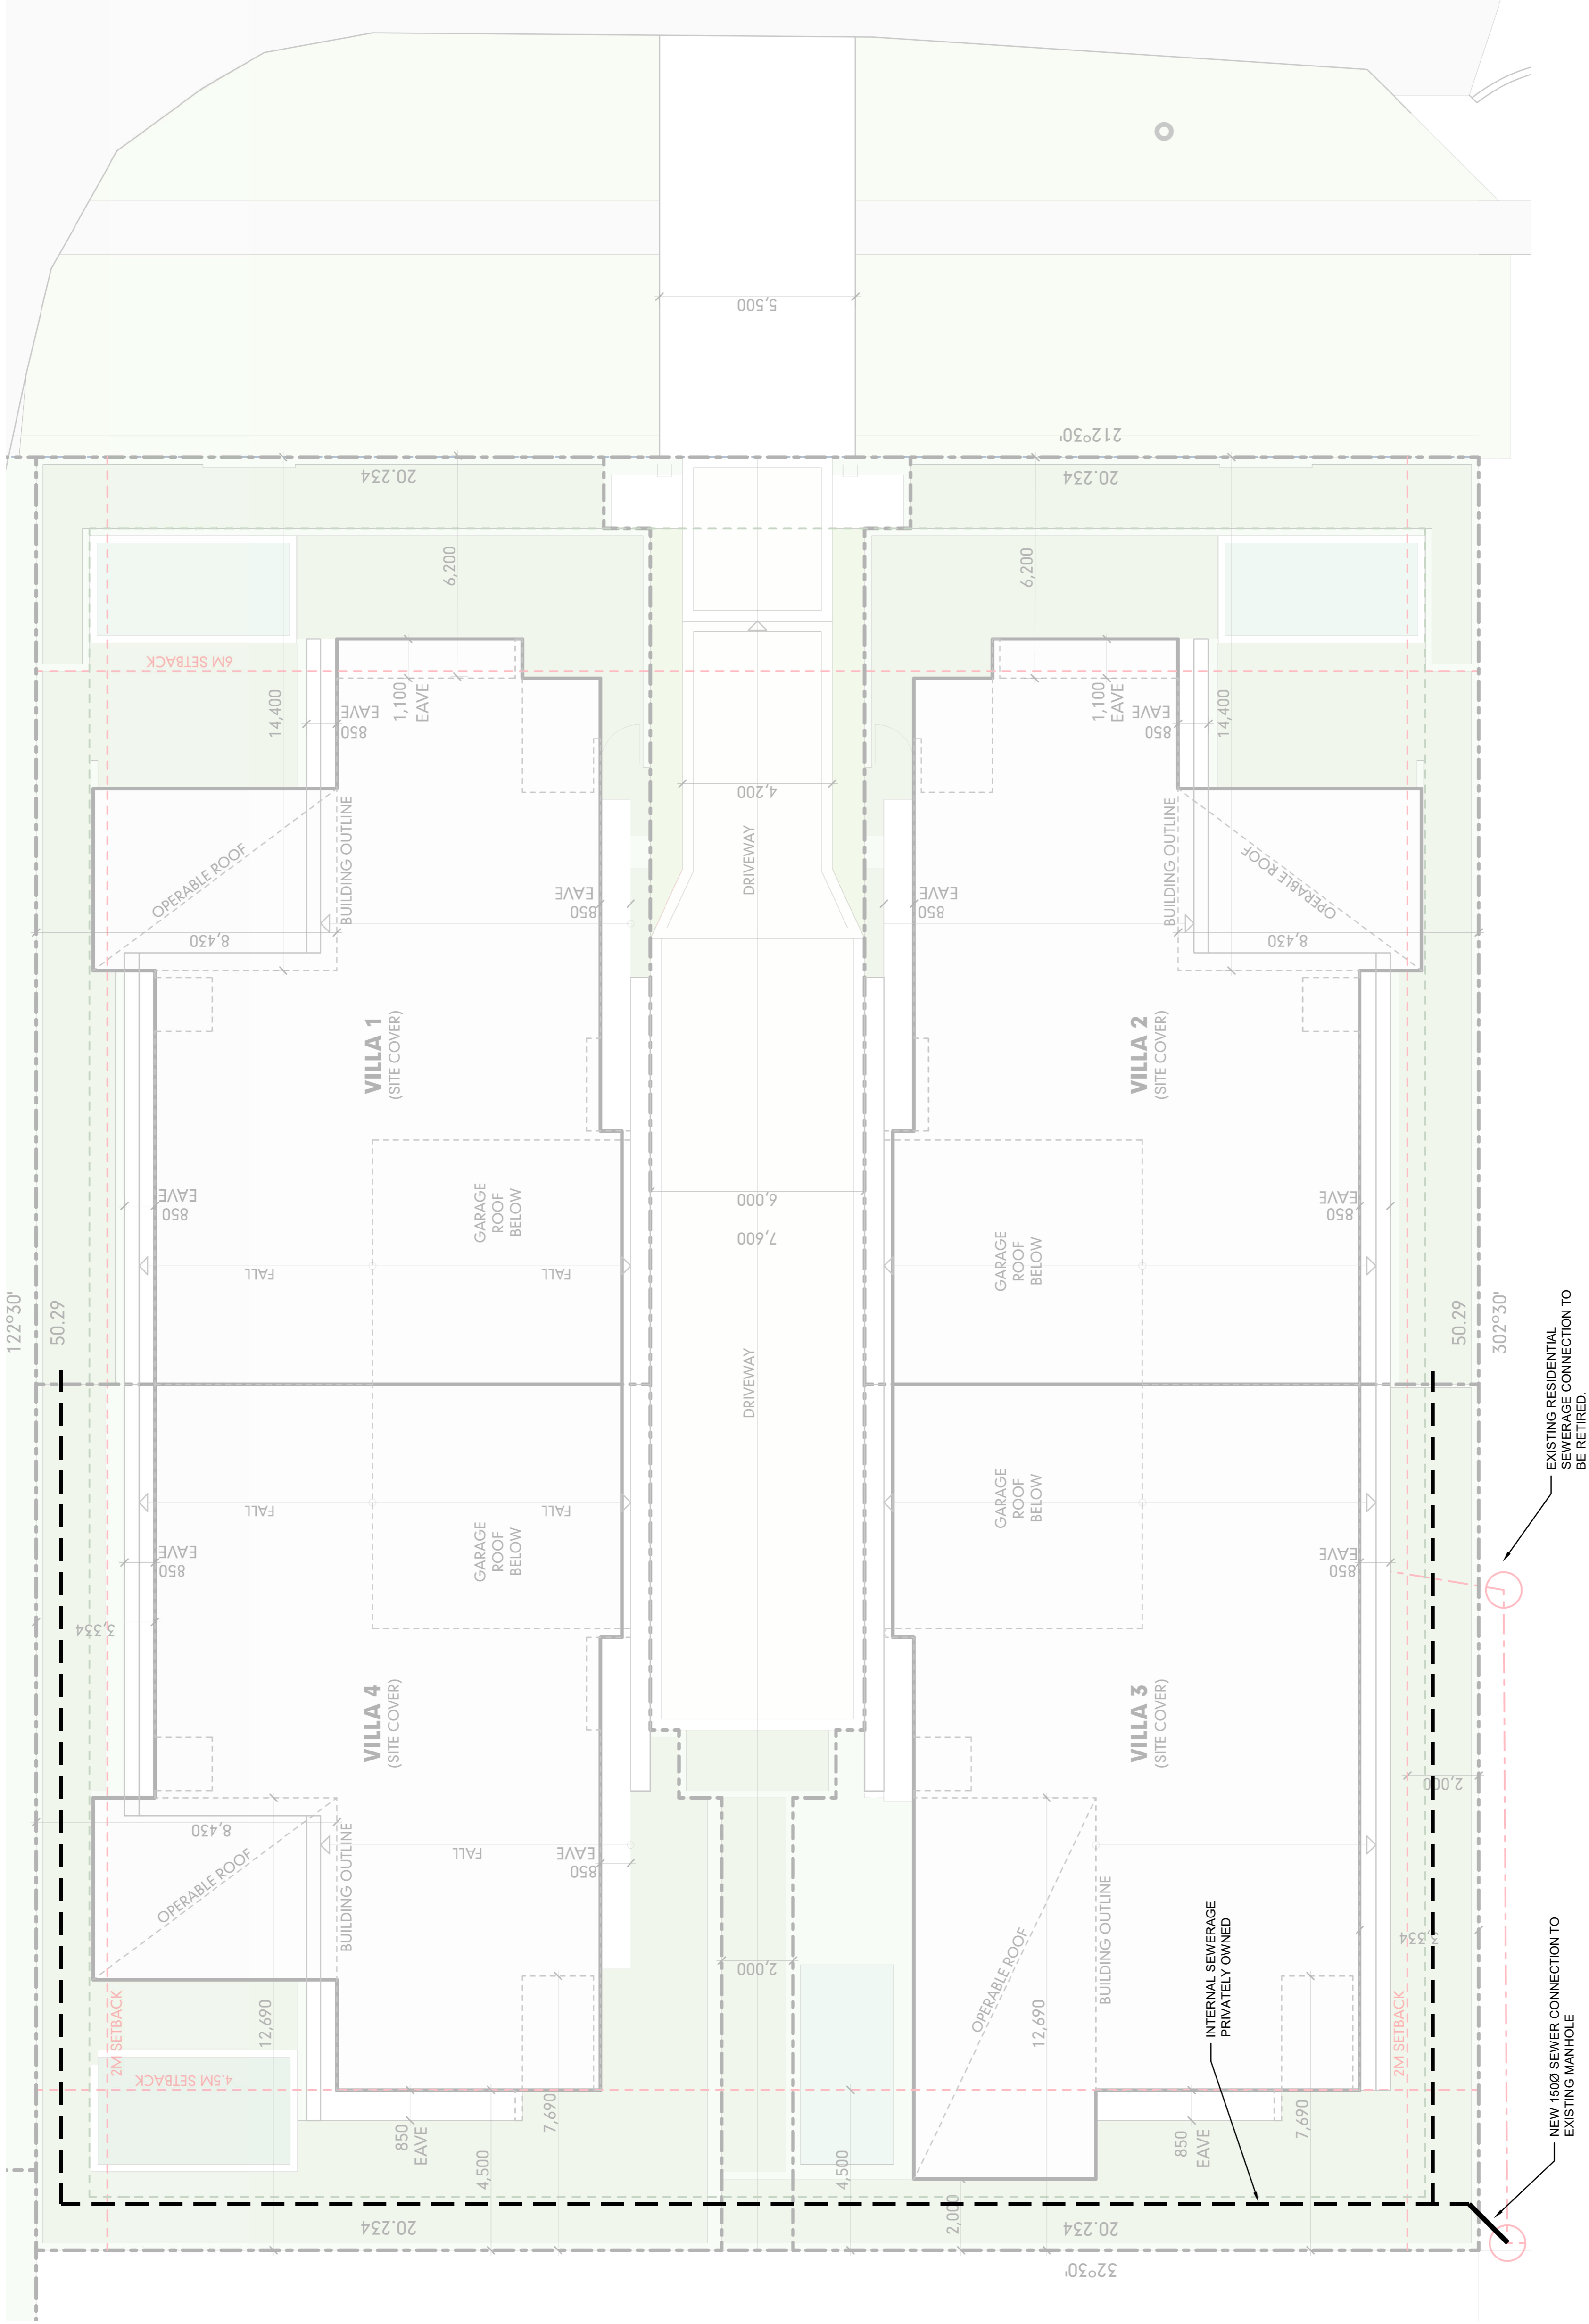 5,500
212°30'
20.234
20.234
6,200
6,200
6M SETBACK
14,400
EAVE
850
1,100
EAVE
1,100
EAVE
EAVE
850
14,400
4,200
OPERABLE ROOF
BUILDING OUTLINE
DRIVEWAY
BUILDING OUTLINE
OPERABLE ROOF
EAVE
850
EAVE
850
8,430
8,430
VILLA 1
(SITE COVER)
VILLA 2
(SITE COVER)
EAVE
850
GARAGE
ROOF
BELOW
6,000
7,600
GARAGE
ROOF
BELOW
EAVE
850
FALL
FALL
122°30'
50.29
50.29
302°30'
DRIVEWAY
EXISTING RESIDENTIAL
SEWERAGE CONNECTION TO
BE RETIRED.
FALL
FALL
GARAGE
ROOF
BELOW
GARAGE
ROOF
BELOW
EAVE
850
EAVE
850
3,334
VILLA 4
(SITE COVER)
VILLA 3
(SITE COVER)
2,000
8,430
OPERABLE ROOF
BUILDING OUTLINE
FALL
EAVE
850
OPERABLE ROOF
BUILDING OUTLINE
3,334
INTERNAL SEWERAGE
PRIVATELY OWNED
2,000
NEW 150Ø SEWER CONNECTION TO
EXISTING MANHOLE
2M SETBACK
12,690
12,690
2M SETBACK
4.5M SETBACK
850
EAVE
7,690
4,500
4,500
850
EAVE
7,690
2,000
20.234
20.234
32°30'